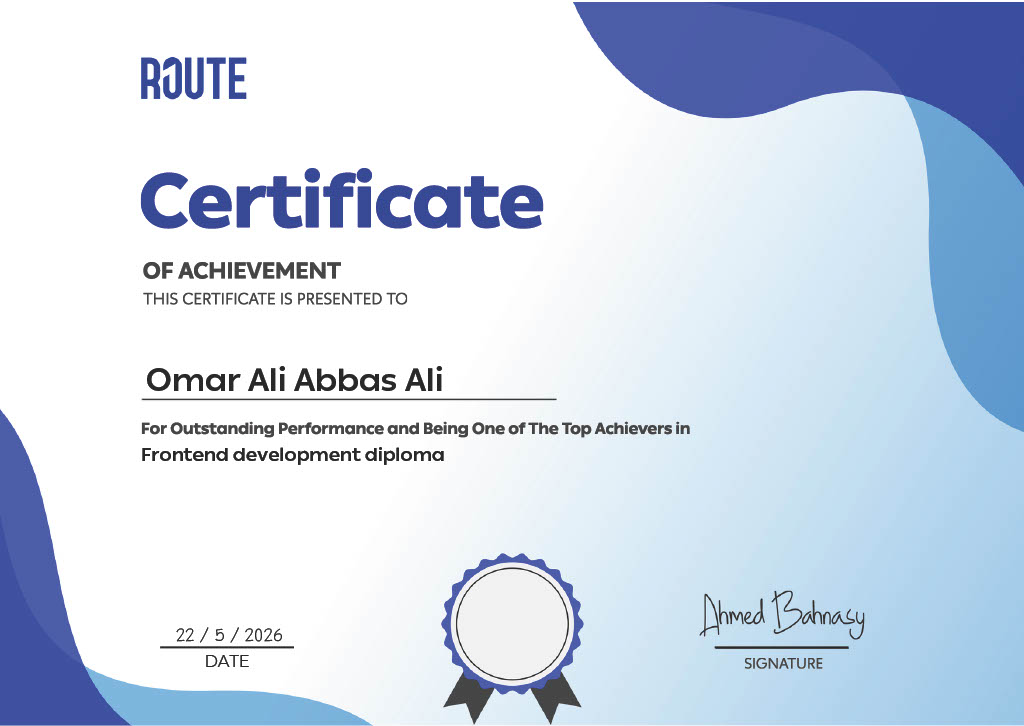 ROUTE
Certificate
OF ACHIEVEMENT
THIS CERTIFICATE IS PRESENTED TO
Omar Ali Abbas Ali
For Outstanding Performance and Being One of The Top Achievers in
Frontend development diploma
22 / 5 / 2026
DATE
Ahmed Bahnasy
SIGNATURE